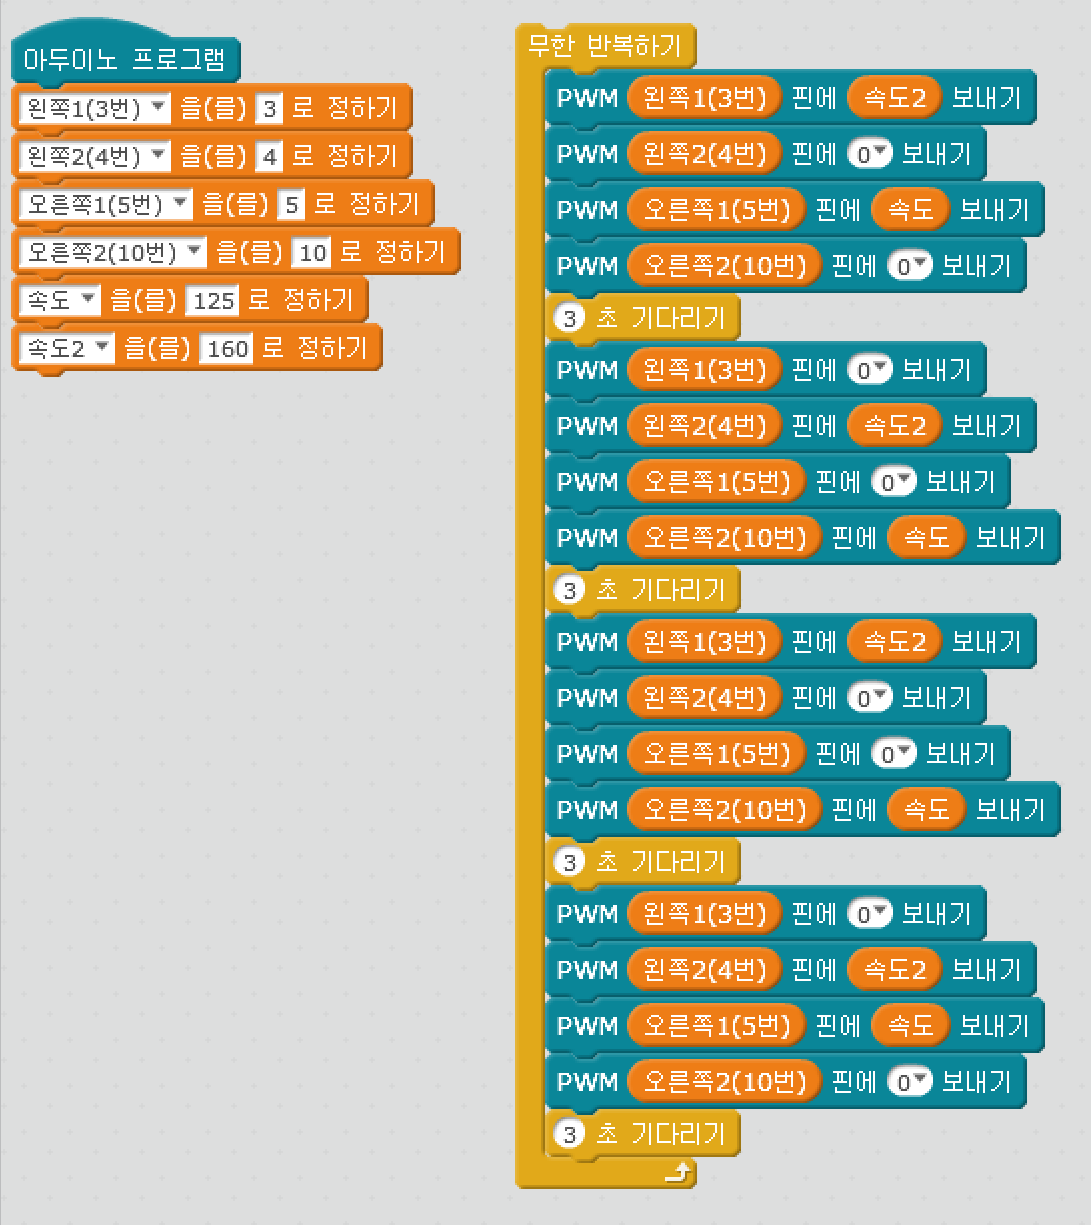 아두이노 프로그램
왼쪽1(3번) 을(를) 3 로 정하기
왼쪽2(4번) 을(를) 4 로 정하기
오른쪽1(5번) 을(를) 5 로 정하기
오른쪽2(10번) 을(를) 10 로 정하기
속도 을(를) 125 로 정하기
속도2 을(를) 160 로 정하기
무한 반복하기
PWM 왼쪽1(3번) 핀에 속도2 보내기
PWM 왼쪽2(4번) 핀에 0 보내기
PWM 오른쪽1(5번) 핀에 속도 보내기
PWM 오른쪽2(10번) 핀에 0 보내기
3 초 기다리기
PWM 왼쪽1(3번) 핀에 0 보내기
PWM 왼쪽2(4번) 핀에 속도2 보내기
PWM 오른쪽1(5번) 핀에 0 보내기
PWM 오른쪽2(10번) 핀에 속도 보내기
3 초 기다리기
PWM 왼쪽1(3번) 핀에 속도2 보내기
PWM 왼쪽2(4번) 핀에 0 보내기
PWM 오른쪽1(5번) 핀에 0 보내기
PWM 오른쪽2(10번) 핀에 속도 보내기
3 초 기다리기
PWM 왼쪽1(3번) 핀에 0 보내기
PWM 왼쪽2(4번) 핀에 속도2 보내기
PWM 오른쪽1(5번) 핀에 속도 보내기
PWM 오른쪽2(10번) 핀에 0 보내기
3 초 기다리기